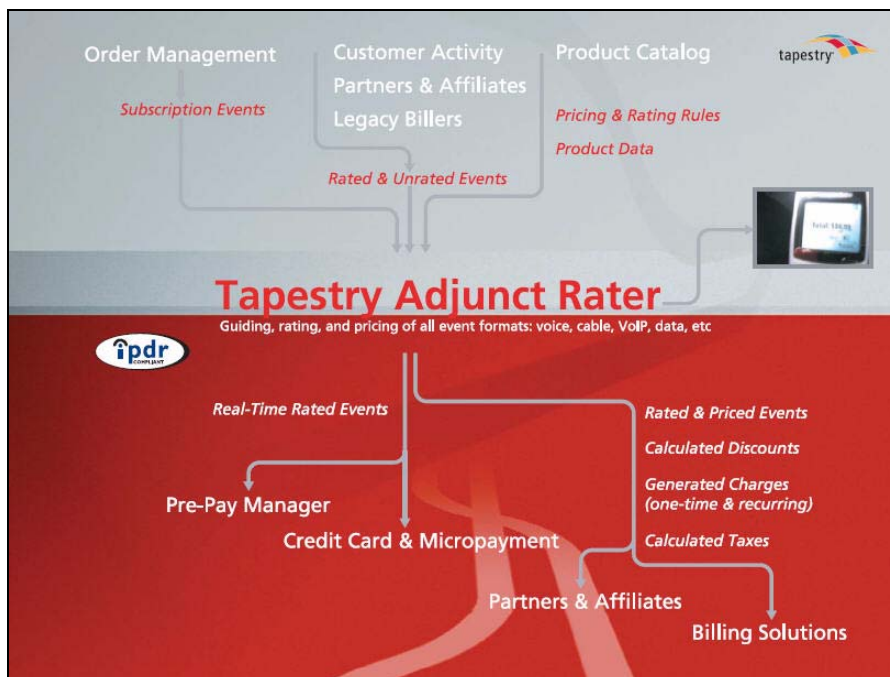 Order Management
Customer Activity
Product Catalog
tapestry
Partners & Affiliates
Subscription Events
Legacy Billers
Pricing & Rating Rules
Product Data
Rated & Unrated Events
Tapestry Adjunct Rater
Guiding, rating, and pricing of all event formats: voice, cable, VoIP, data, etc
ipdr
COMPLIANT
Real-Time Rated Events
Rated & Priced Events
Calculated Discounts
Generated Charges
(one-time & recurring)
Pre-Pay Manager
Credit Card & Micropayment
Calculated Taxes
Partners & Affiliates
Billing Solutions